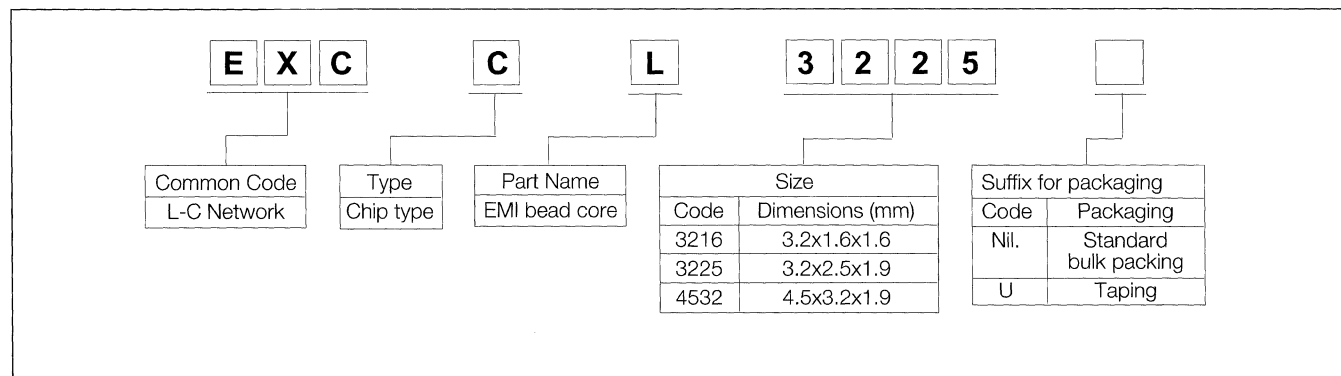 E X C C L 3 2 2 5
Common Code
L-C Network
Type
Chip type
Part Name
EMI bead core
Size
Code Dimensions (mm)
3216 3.2x1.6x1.6
3225 3.2x2.5x1.9
4532 4.5x3.2x1.9
Suffix for packaging
Code Packaging
Nil. Standard
bulk packing
U Taping